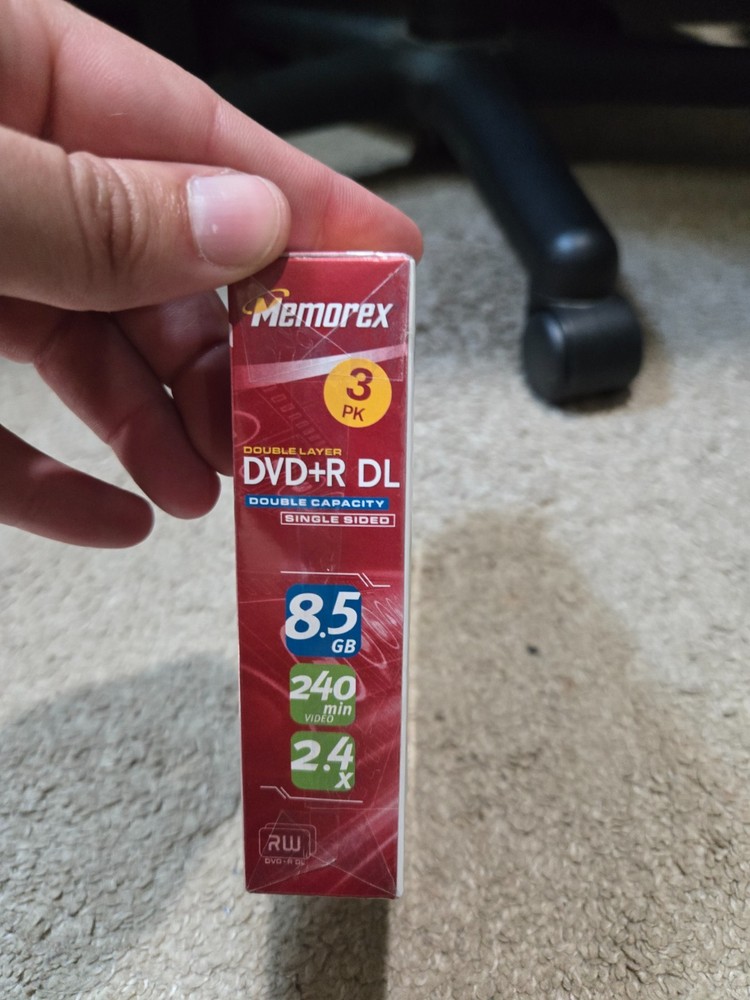 Memorex
3
PK
DOUBLE LAYER
DVD+R DL
DOUBLE CAPACITY
SINGLE SIDED
8.5
GB
240
min
VIDEO
2.4
x
RW
DVD+R DL